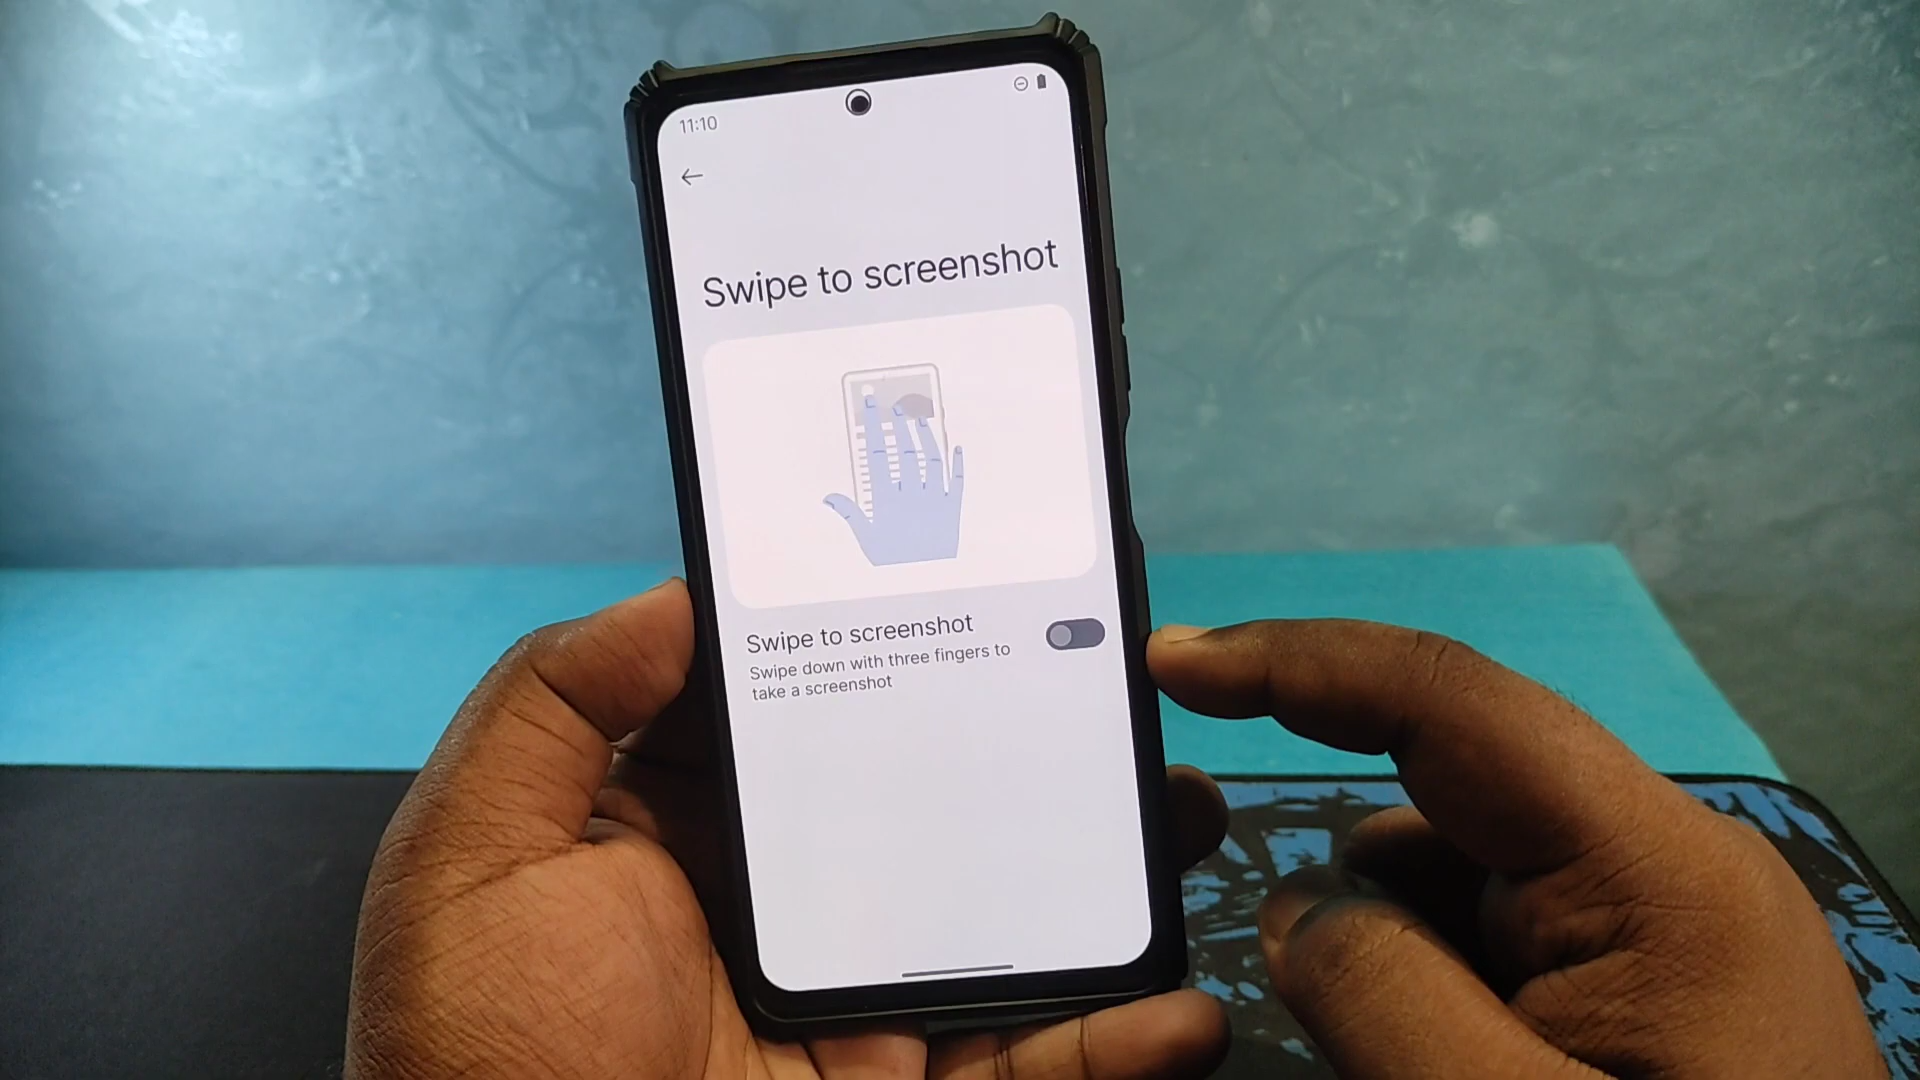 11:10
Swipe to screenshot
Swipe to screenshot
Swipe down with three fingers to
take a screenshot